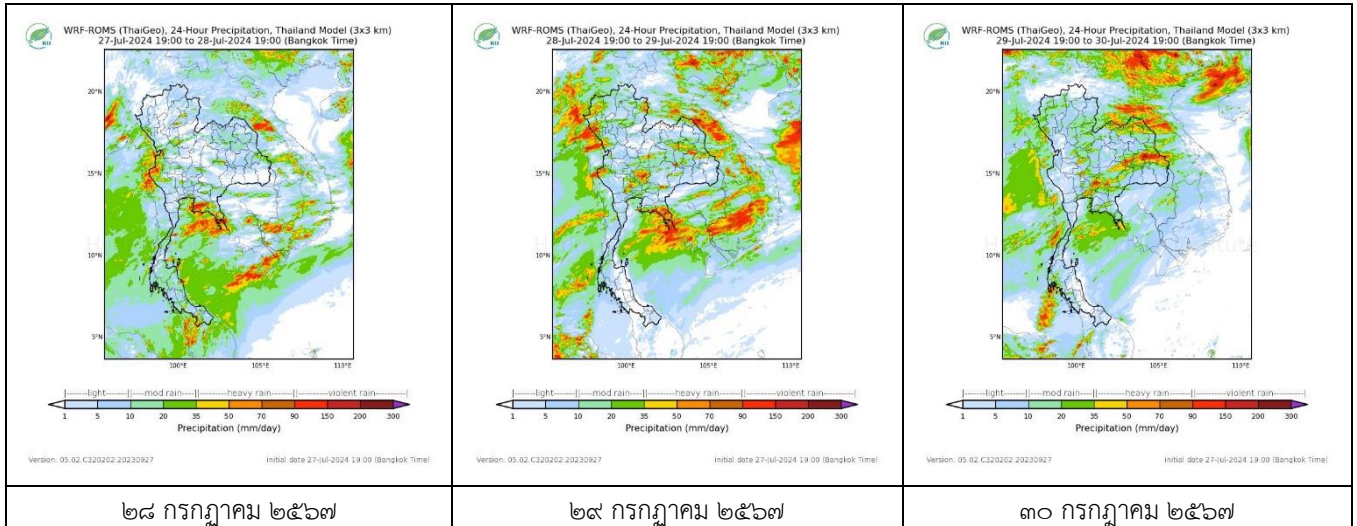 WRF-ROMS (ThaiGeo), 24-Hour Precipitation, Thailand Model (3x3 km)
27-Jul-2024 19:00 to 28-Jul-2024 19:00 (Bangkok Time)
20°N
15°N
10°N
5°N
100°E 105°E 110°E
light mod rain heavy rain violent rain
1 5 10 20 35 50 70 90 150 200 300
Precipitation (mm/day)
Version: 05.02.C320202.20230927 initial date 27-Jul-2024 19:00 (Bangkok Time)
๒๘ กรกฎาคม ๒๕๖๗
WRF-ROMS (ThaiGeo), 24-Hour Precipitation, Thailand Model (3x3 km)
28-Jul-2024 19:00 to 29-Jul-2024 19:00 (Bangkok Time)
20°N
15°N
10°N
5°N
100°E 105°E 110°E
light mod rain heavy rain violent rain
1 5 10 20 35 50 70 90 150 200 300
Precipitation (mm/day)
Version: 05.02.C320202.20230927 initial date 27-Jul-2024 19:00 (Bangkok Time)
๒๙ กรกฎาคม ๒๕๖๗
WRF-ROMS (ThaiGeo), 24-Hour Precipitation, Thailand Model (3x3 km)
29-Jul-2024 19:00 to 30-Jul-2024 19:00 (Bangkok Time)
20°N
15°N
10°N
5°N
100°E 105°E 110°E
light mod rain heavy rain violent rain
1 5 10 20 35 50 70 90 150 200 300
Precipitation (mm/day)
Version: 05.02.C320202.20230927 initial date 27-Jul-2024 19:00 (Bangkok Time)
๓๐ กรกฎาคม ๒๕๖๗